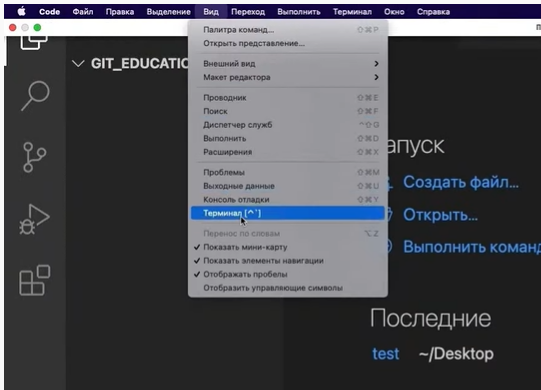 Code Файл Правка Выделение Вид Переход Выполнить Терминал Окно Справка
GIT_EDUCATIO
Палитра команд... ⇧⌘P
Открыть представление...
Внешний вид >
Макет редактора >
Проводник ⇧⌘E
Поиск ⇧⌘F
Диспетчер служб ^⇧G
Выполнить ⇧⌘D
Расширения ⇧⌘X
Проблемы ⇧⌘M
Выходные данные ⇧⌘U
Консоль отладки ⇧⌘Y
Терминал [^`]
Перенос по словам ⌥Z
✓ Показать мини-карту
✓ Показать элементы навигации
✓ Отображать пробелы
Отобразить управляющие символы
апуск
Создать файл...
Открыть...
Выполнить команд
Последние
test ~/Desktop